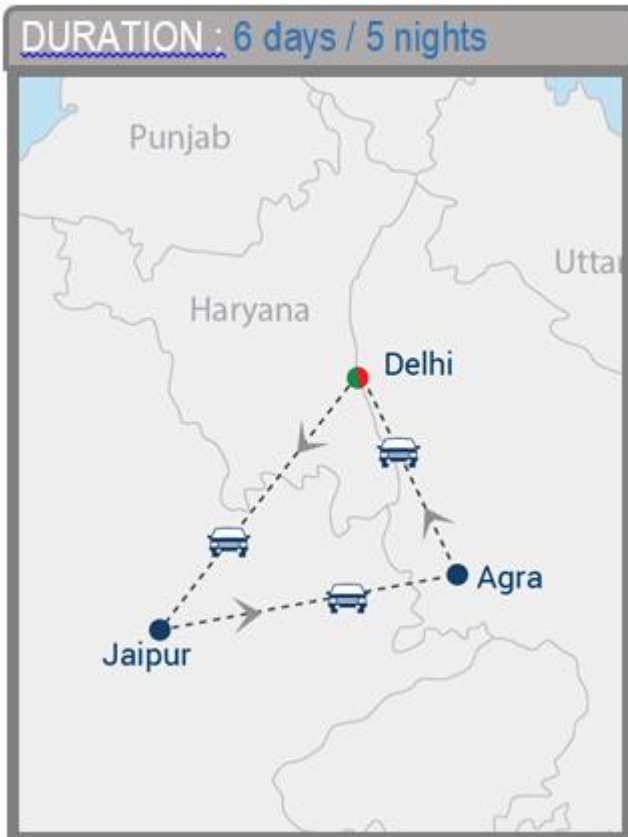 DURATION : 6 days / 5 nights
Punjab
Uttar
Haryana
Delhi
Agra
Jaipur